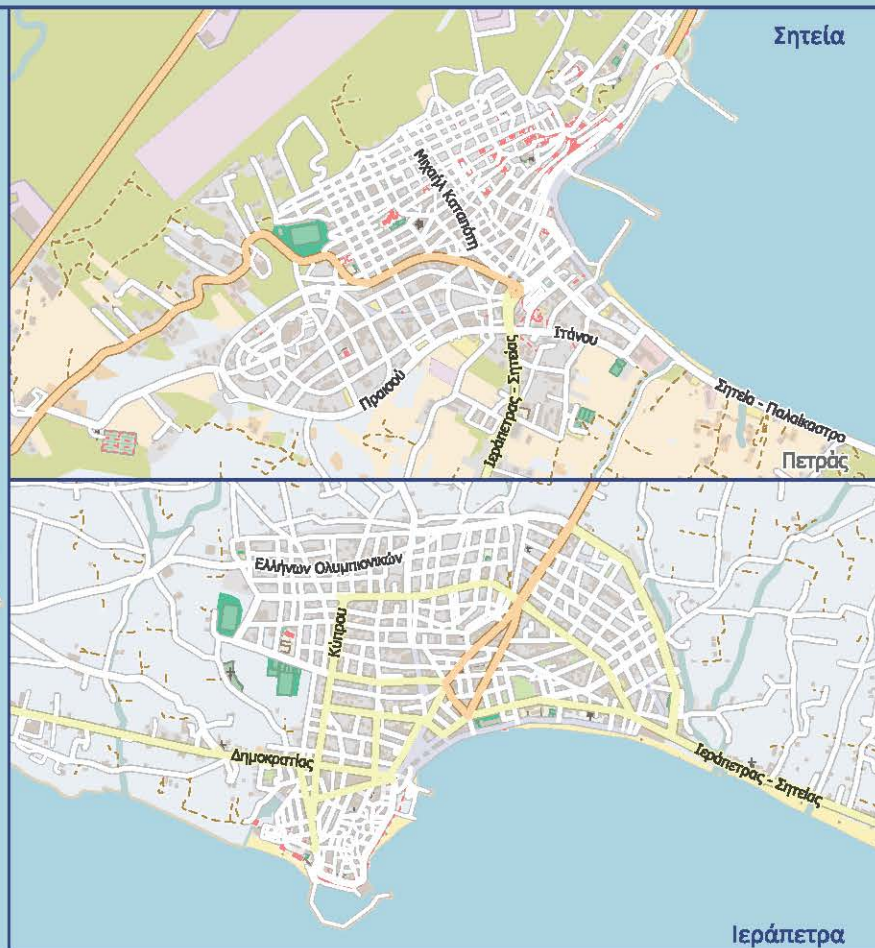 Σητεία
Μιχαήλ Καταπότη
Ιτάνου
Πραισού
Ιεράπετρας - Σητείας
Σητεία - Παλαίκαστρο
Πετράς
Ελλήνων Ολυμπιονικών
Κύπρου
Δημοκρατίας
Ιεράπετρας - Σητείας
Ιεράπετρα